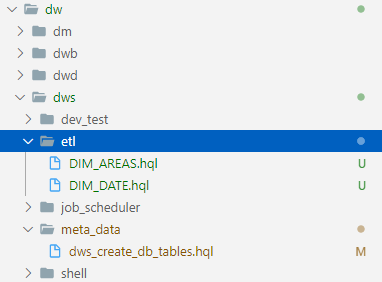 dw
dm
dwb
dwd
dws
dev_test
etl
DIM_AREAS.hql U
DIM_DATE.hql U
job_scheduler
meta_data
dws_create_db_tables.hql M
shell